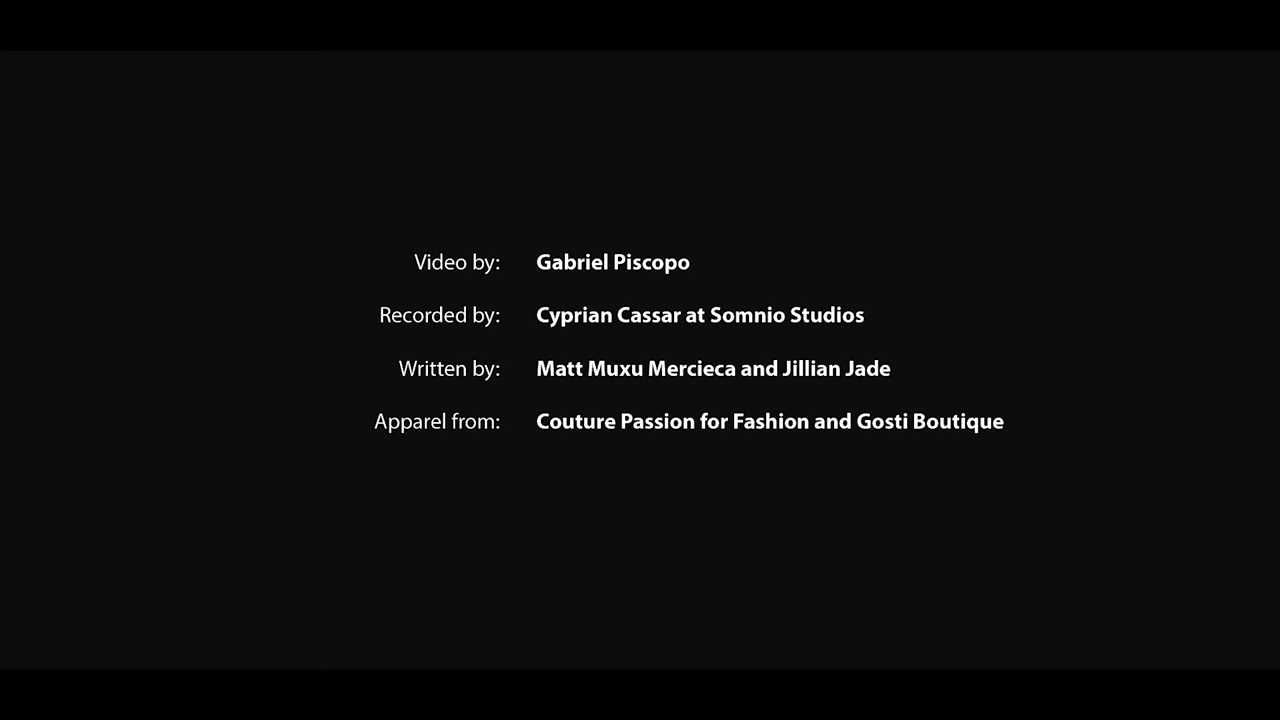 Video by: Gabriel Piscopo
Recorded by: Cyprian Cassar at Somnio Studios
Written by: Matt Muxu Mercieca and Jillian Jade
Apparel from: Couture Passion for Fashion and Gosti Boutique